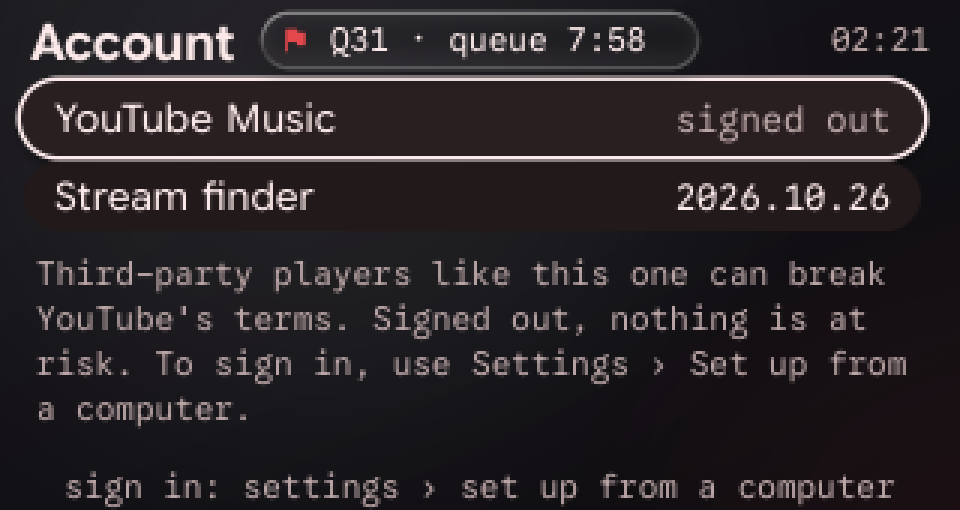 Account
Q31 · queue 7:58
02:21
YouTube Music signed out
Stream finder 2026.10.26
Third-party players like this one can break
YouTube's terms. Signed out, nothing is at
risk. To sign in, use Settings › Set up from
a computer.
sign in: settings › set up from a computer